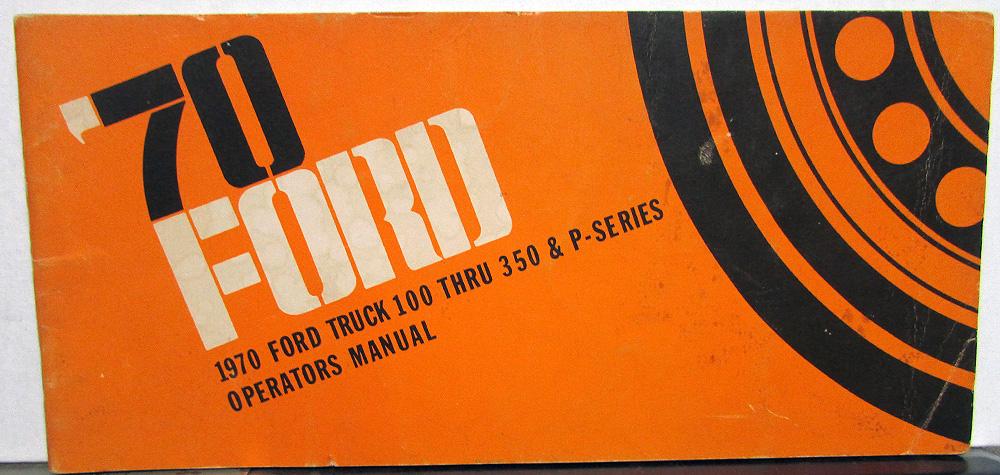 '70
FORD
1970 FORD TRUCK 100 THRU 350 & P-SERIES
OPERATORS MANUAL